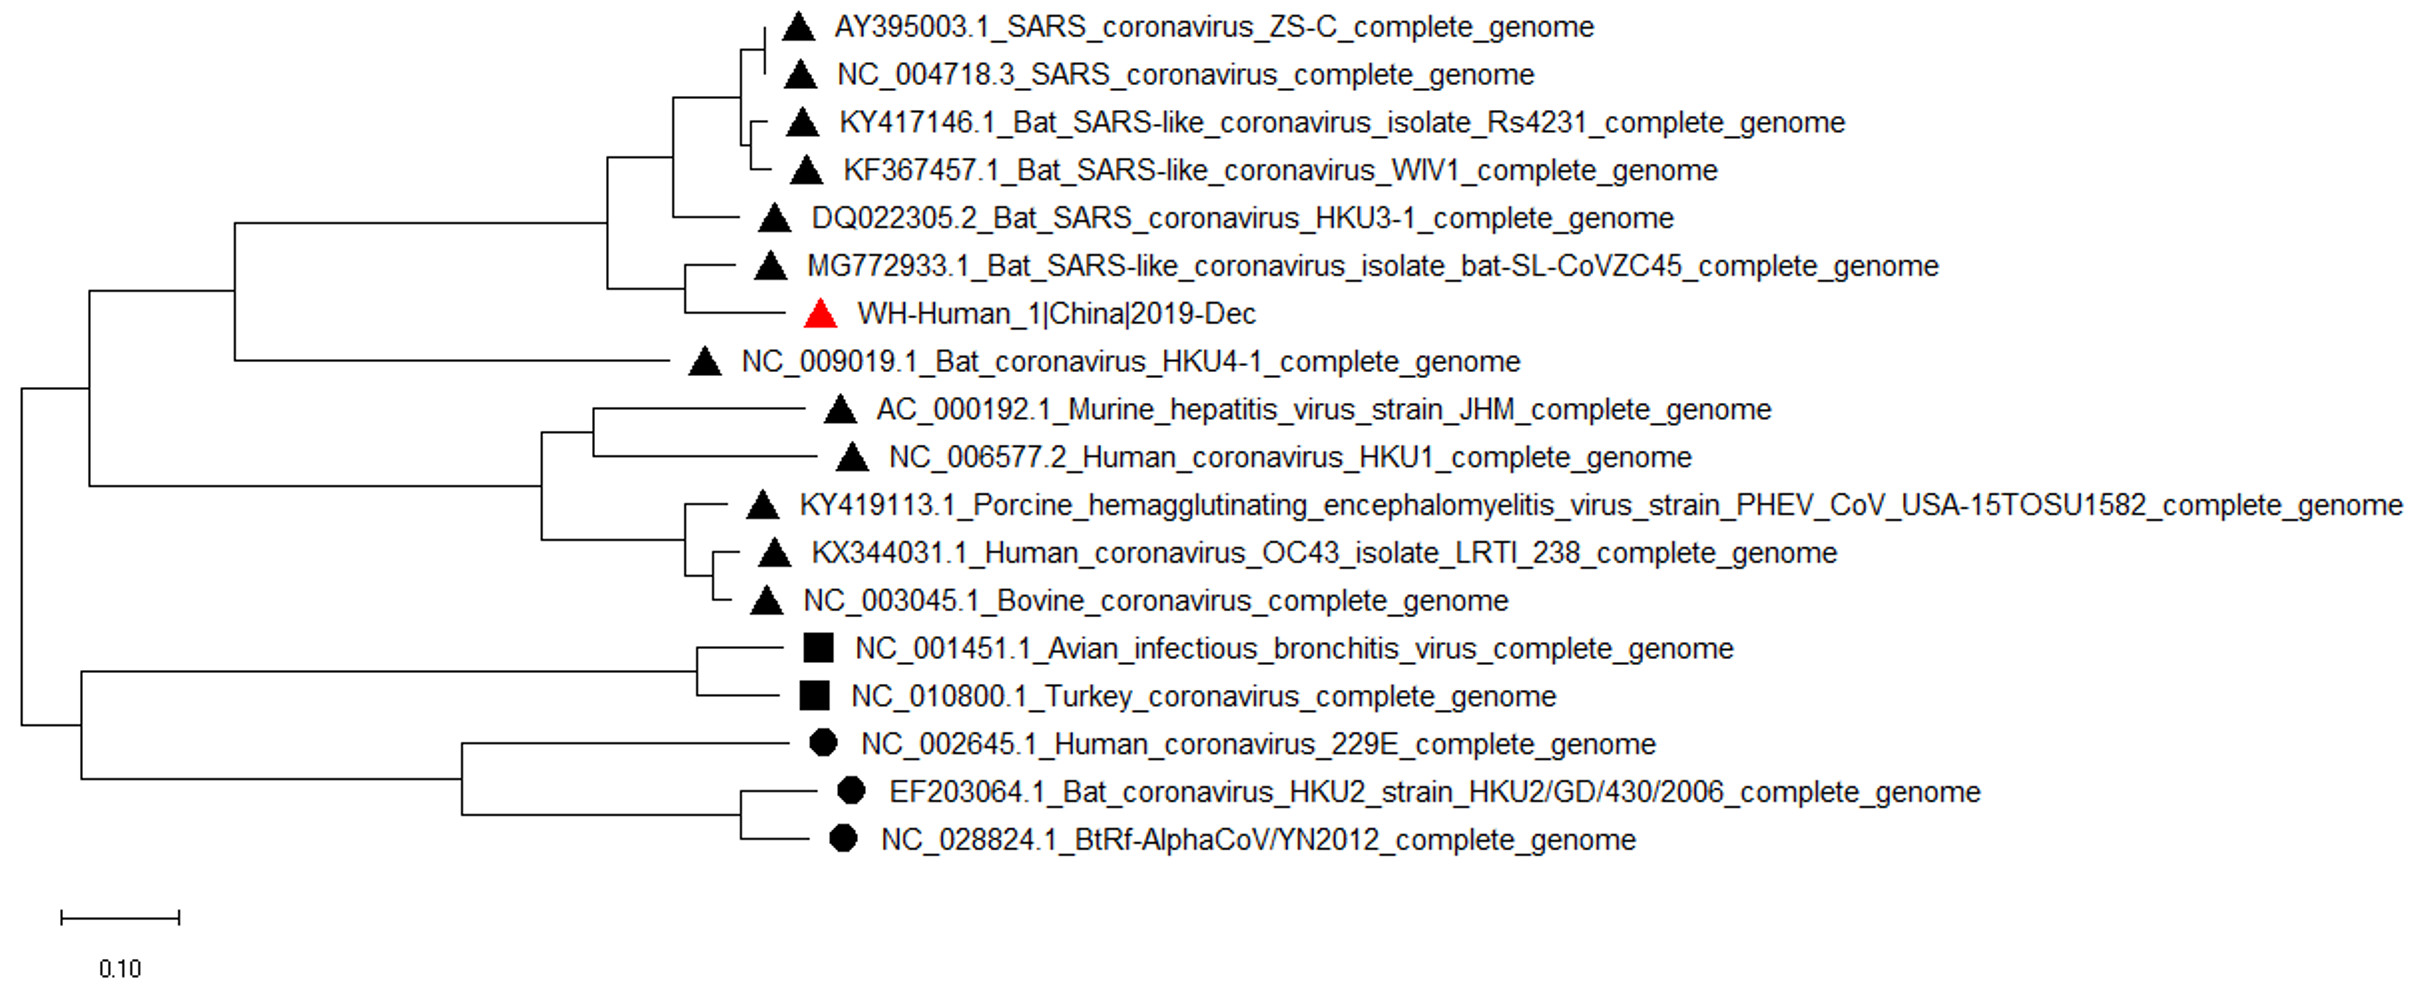 AY395003.1_SARS_coronavirus_ZS-C_complete_genome
NC_004718.3_SARS_coronavirus_complete_genome
KY417146.1_Bat_SARS-like_coronavirus_isolate_Rs4231_complete_genome
KF367457.1_Bat_SARS-like_coronavirus_WIV1_complete_genome
DQ022305.2_Bat_SARS_coronavirus_HKU3-1_complete_genome
MG772933.1_Bat_SARS-like_coronavirus_isolate_bat-SL-CoVZC45_complete_genome
WH-Human_1|China|2019-Dec
NC_009019.1_Bat_coronavirus_HKU4-1_complete_genome
AC_000192.1_Murine_hepatitis_virus_strain_JHM_complete_genome
NC_006577.2_Human_coronavirus_HKU1_complete_genome
KY419113.1_Porcine_hemagglutinating_encephalomyelitis_virus_strain_PHEV_CoV_USA-15TOSU1582_complete_genome
KX344031.1_Human_coronavirus_OC43_isolate_LRTI_238_complete_genome
NC_003045.1_Bovine_coronavirus_complete_genome
NC_001451.1_Avian_infectious_bronchitis_virus_complete_genome
NC_010800.1_Turkey_coronavirus_complete_genome
NC_002645.1_Human_coronavirus_229E_complete_genome
EF203064.1_Bat_coronavirus_HKU2_strain_HKU2/GD/430/2006_complete_genome
NC_028824.1_BtRf-AlphaCoV/YN2012_complete_genome
0.10